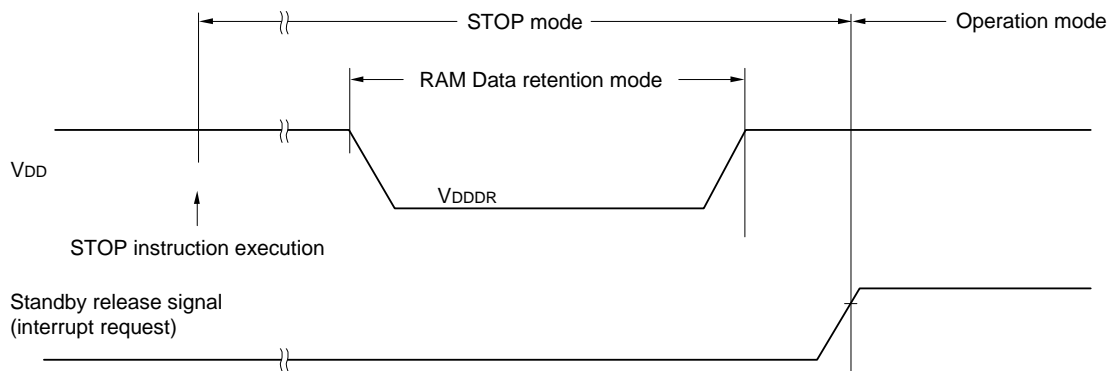 STOP mode
Operation mode
RAM Data retention mode
VDD
VDDDR
STOP instruction execution
Standby release signal
(interrupt request)